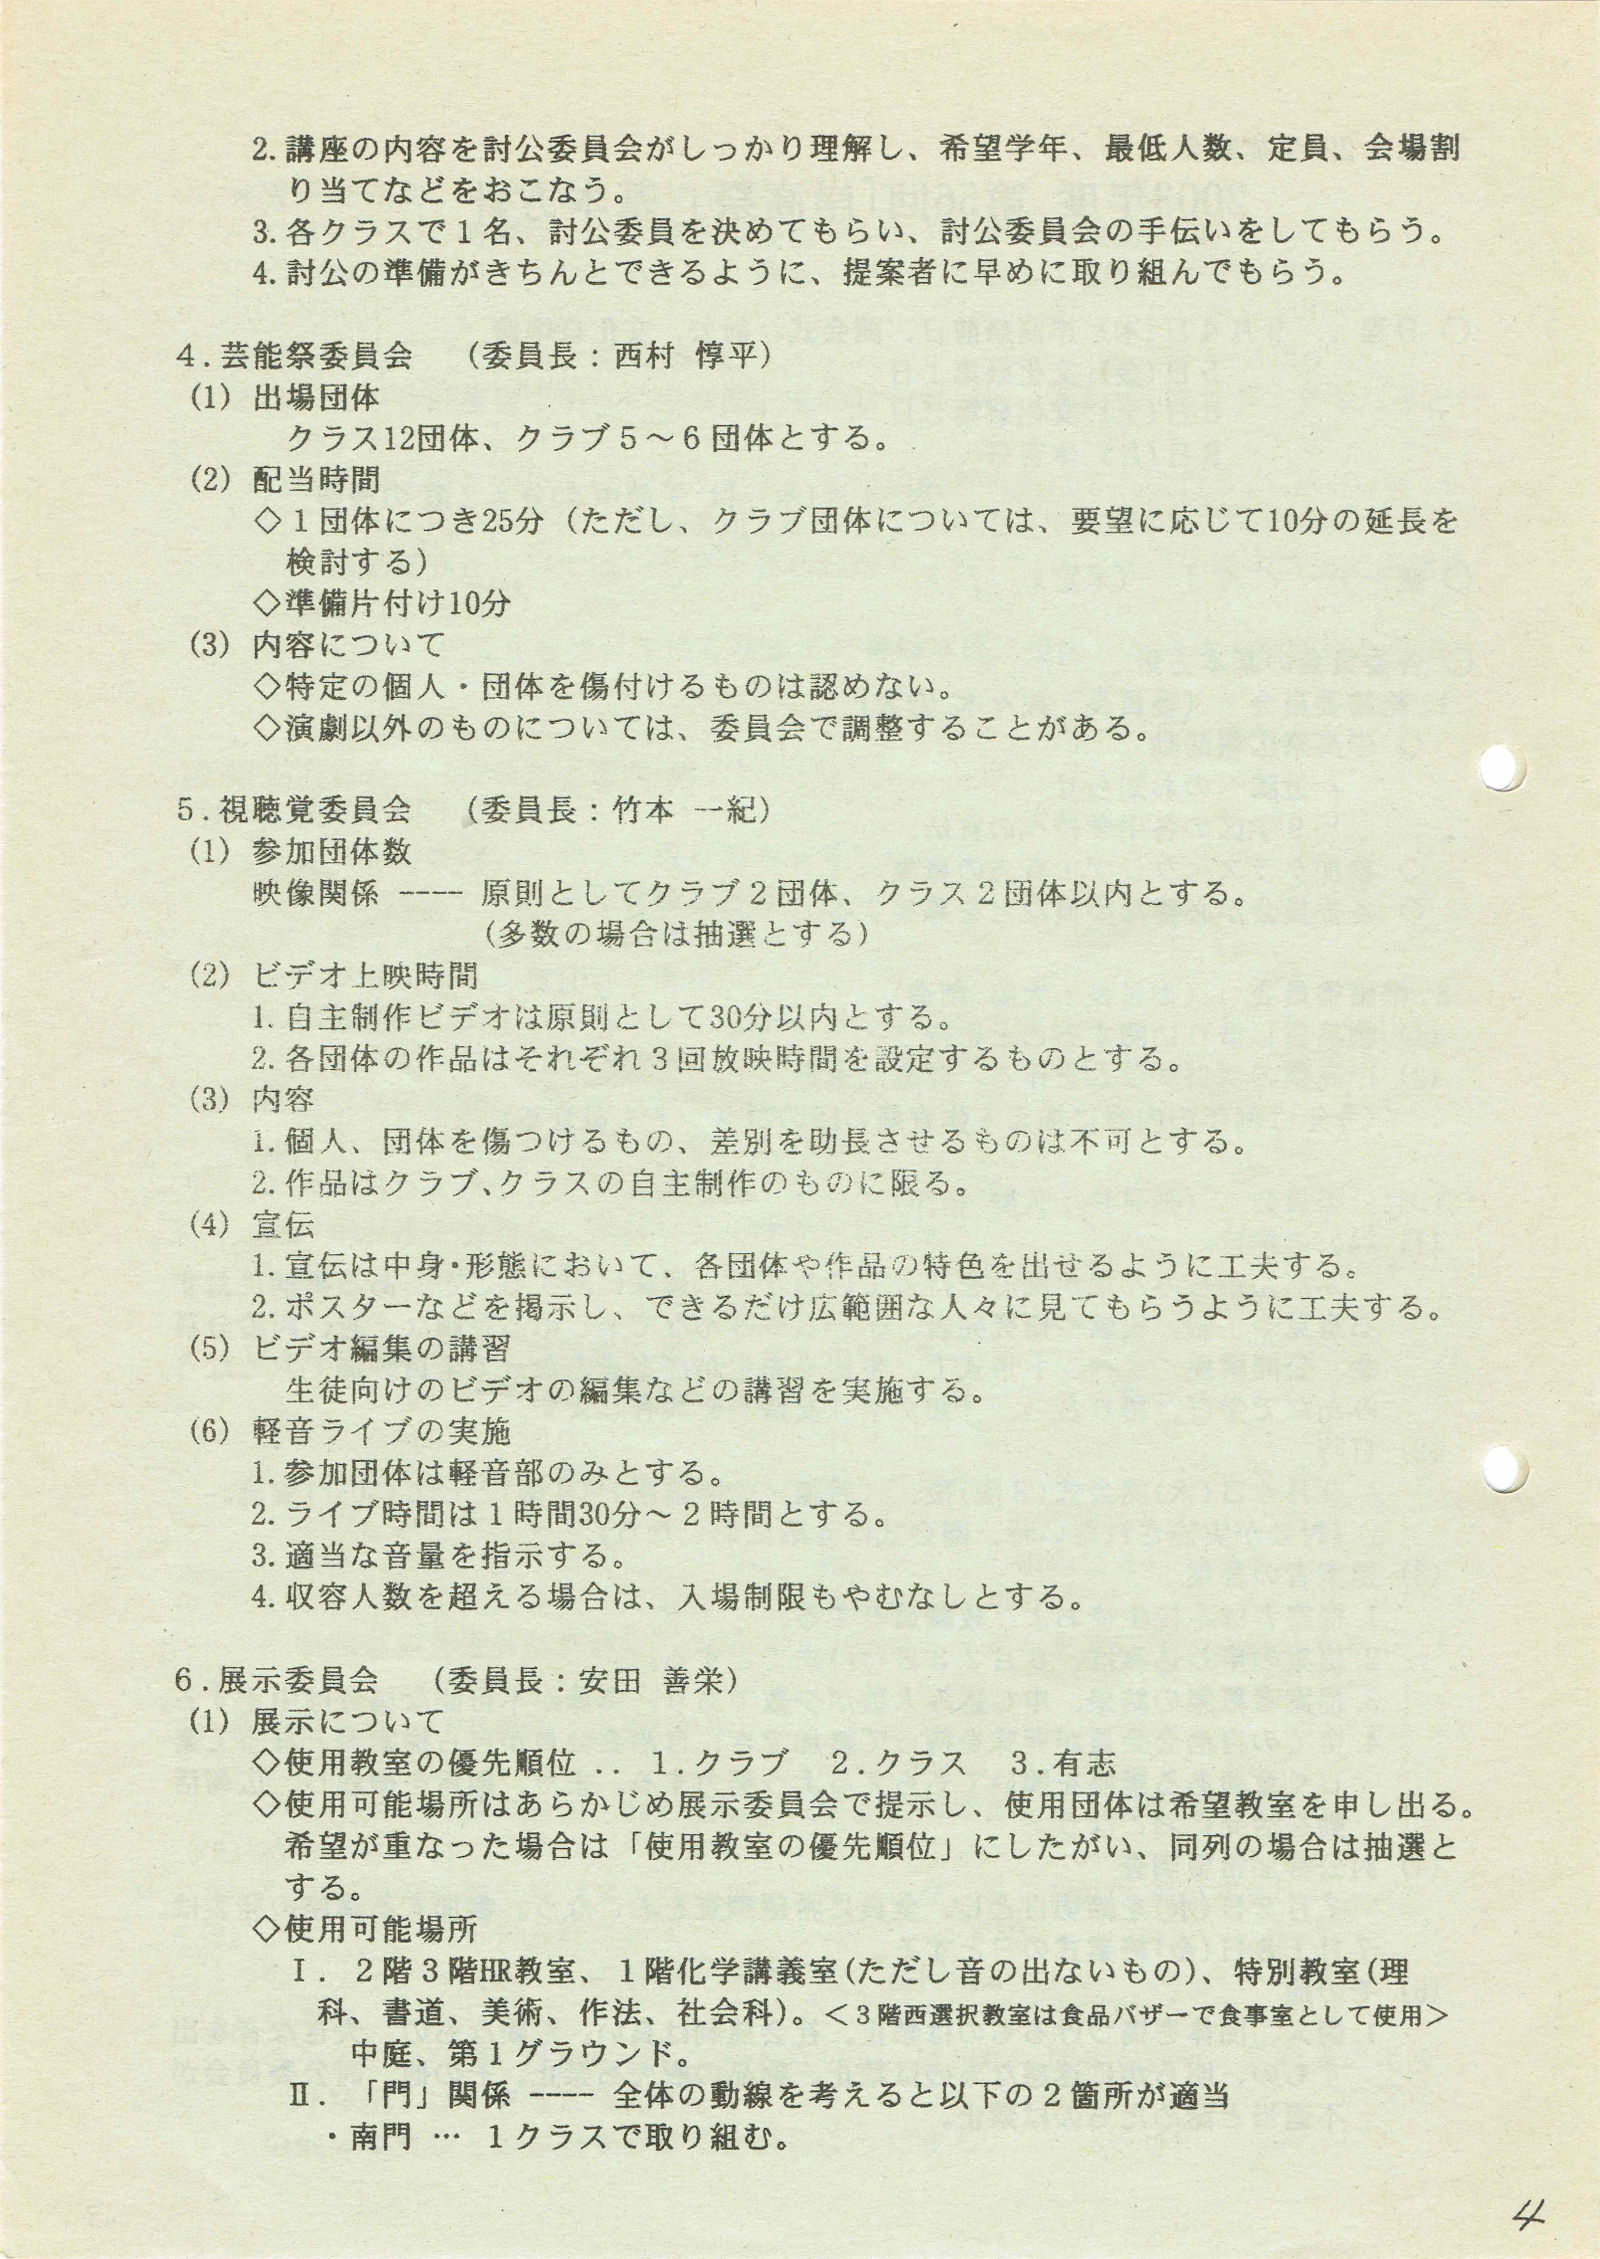 2.講座の内容を討公委員会がしっかり理解し、希望学年、最低人数、定員、会場割
り当てなどをおこなう。
3.各クラスで１名、討公委員を決めてもらい、討公委員会の手伝いをしてもらう。
4.討公の準備がきちんとできるように、提案者に早めに取り組んでもらう。
４.芸能祭委員会　（委員長：西村 惇平）
(1) 出場団体
クラス12団体、クラブ５〜６団体とする。
(2) 配当時間
◇１団体につき25分（ただし、クラブ団体については、要望に応じて10分の延長を
検討する）
◇準備片付け10分
(3) 内容について
◇特定の個人・団体を傷付けるものは認めない。
◇演劇以外のものについては、委員会で調整することがある。
５.視聴覚委員会　（委員長：竹本 一紀）
(1) 参加団体数
映像関係 ---- 原則としてクラブ２団体、クラス２団体以内とする。
（多数の場合は抽選とする）
(2) ビデオ上映時間
1.自主制作ビデオは原則として30分以内とする。
2.各団体の作品はそれぞれ３回放映時間を設定するものとする。
(3) 内容
1.個人、団体を傷つけるもの、差別を助長させるものは不可とする。
2.作品はクラブ､クラスの自主制作のものに限る。
(4) 宣伝
1.宣伝は中身･形態において、各団体や作品の特色を出せるように工夫する。
2.ポスターなどを掲示し、できるだけ広範囲な人々に見てもらうように工夫する。
(5) ビデオ編集の講習
生徒向けのビデオの編集などの講習を実施する。
(6) 軽音ライブの実施
1.参加団体は軽音部のみとする。
2.ライブ時間は１時間30分〜２時間とする。
3.適当な音量を指示する。
4.収容人数を超える場合は、入場制限もやむなしとする。
６.展示委員会　（委員長：安田 善栄）
(1) 展示について
◇使用教室の優先順位 .. １.クラブ　２.クラス　３.有志
◇使用可能場所はあらかじめ展示委員会で提示し、使用団体は希望教室を申し出る。
希望が重なった場合は「使用教室の優先順位」にしたがい、同列の場合は抽選と
する。
◇使用可能場所
Ⅰ. ２階３階HR教室、１階化学講義室(ただし音の出ないもの)、特別教室(理
科、書道、美術、作法、社会科)。＜３階西選択教室は食品バザーで食事室として使用＞
中庭、第１グラウンド。
Ⅱ. 「門」関係 ---- 全体の動線を考えると以下の２箇所が適当
・南門 … １クラスで取り組む。
4